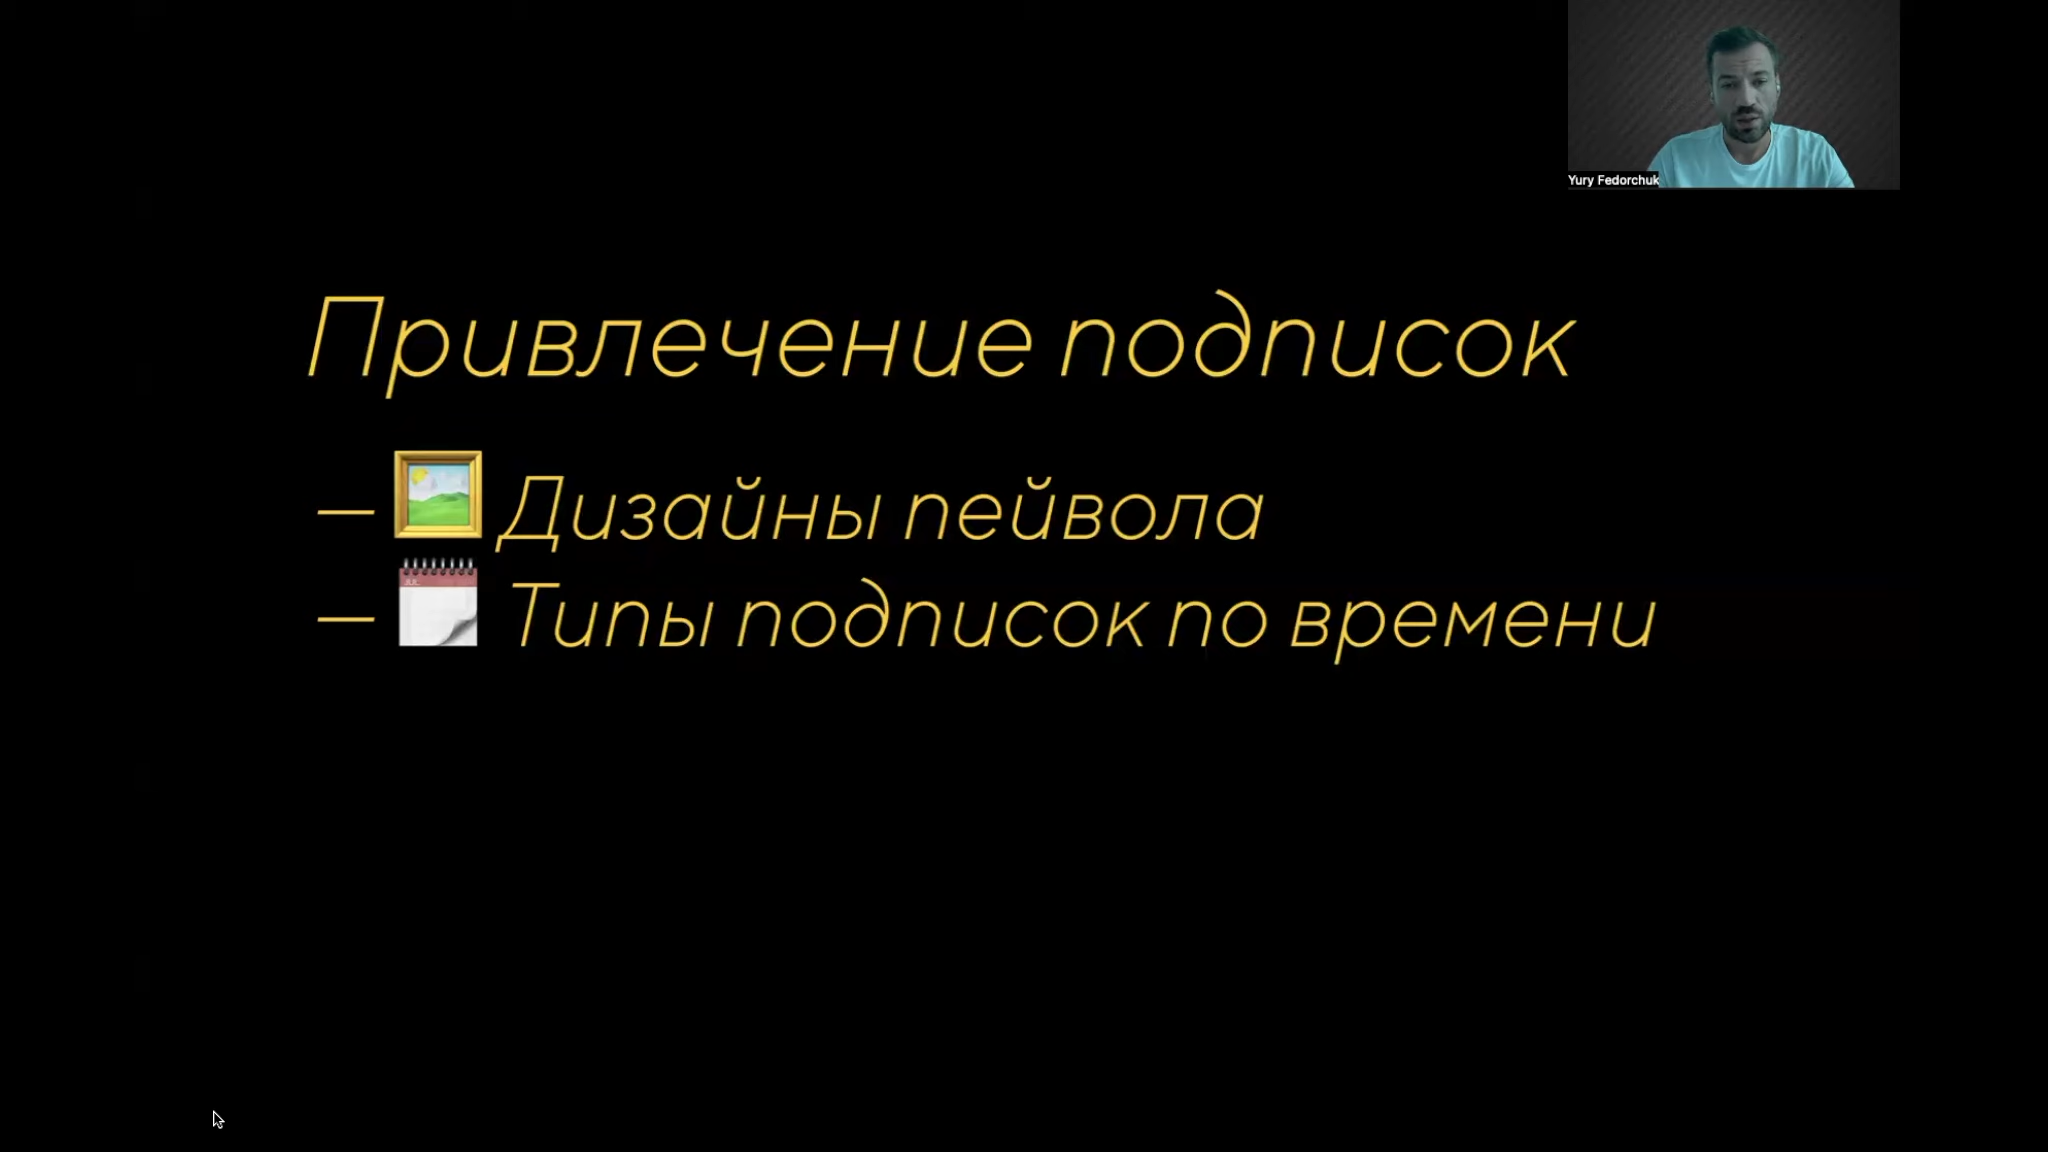 Yury Fedorchuk
Привлечение подписок
— Дизайны пейвола
— Типы подписок по времени